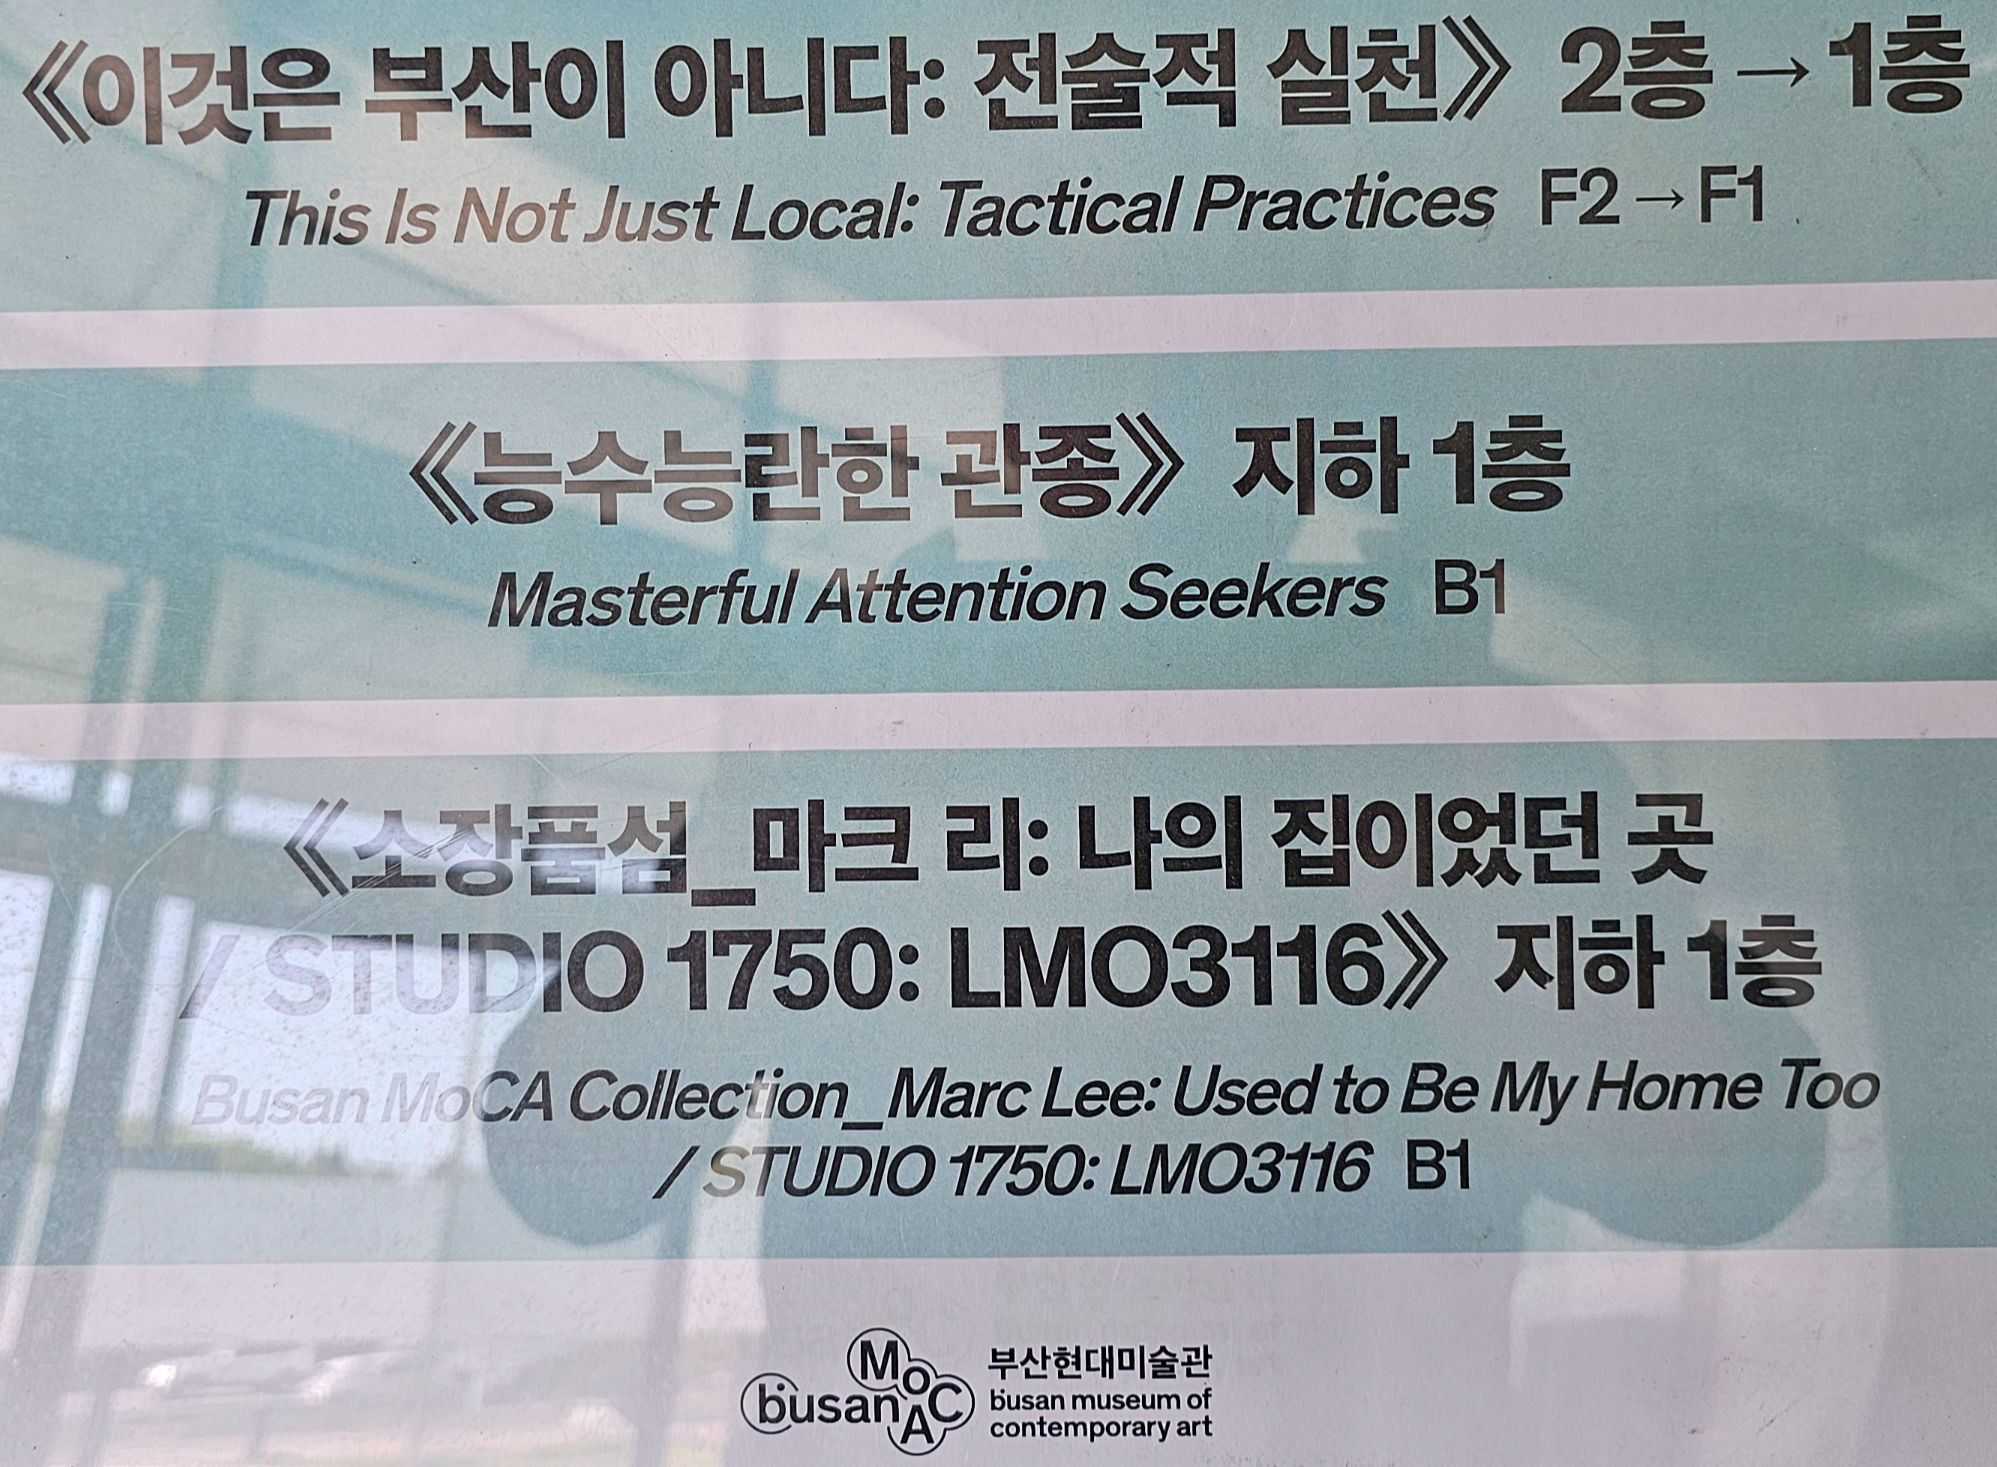 《이것은 부산이 아니다: 전술적 실천》 2층 → 1층
This Is Not Just Local: Tactical Practices F2 → F1
《능수능란한 관종》 지하 1층
Masterful Attention Seekers B1
《소장품섬_마크 리: 나의 집이었던 곳
/ STUDIO 1750: LMO3116》 지하 1층
Busan MoCA Collection_Marc Lee: Used to Be My Home Too
/ STUDIO 1750: LMO3116 B1
busan MoCA
부산현대미술관
busan museum of
contemporary art